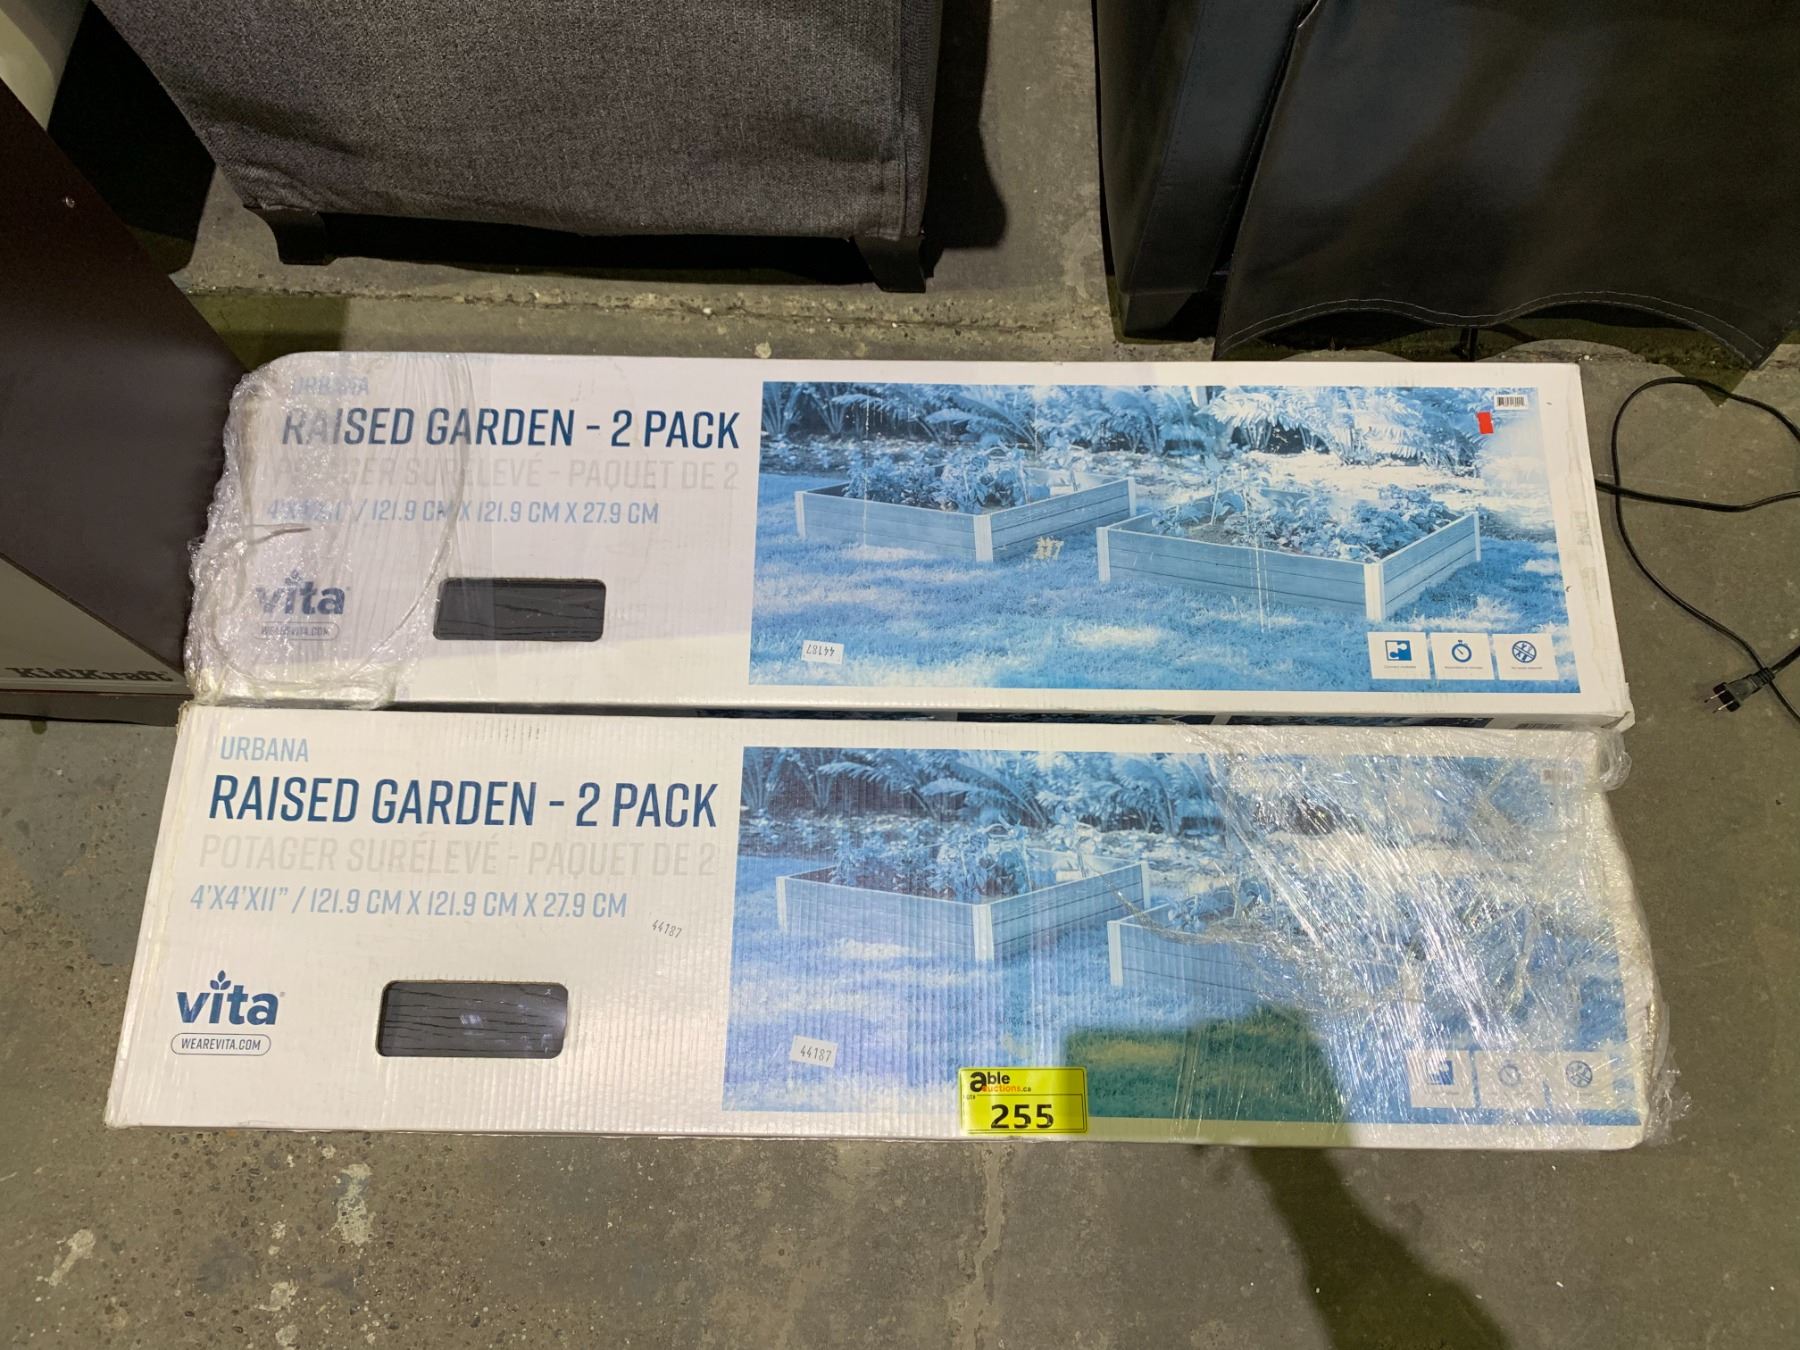 URBANA
RAISED GARDEN - 2 PACK
POTAGER SURÉLEVÉ - PAQUET DE 2
/ 121.9 CM X 121.9 CM X 27.9 CM
vita
WEAREVITA.COM
44187
KidKraft
URBANA
RAISED GARDEN - 2 PACK
POTAGER SURÉLEVÉ - PAQUET DE 2
4'X4'X11" / 121.9 CM X 121.9 CM X 27.9 CM
44187
vita
WEAREVITA.COM
44187
able
auctions.ca
255